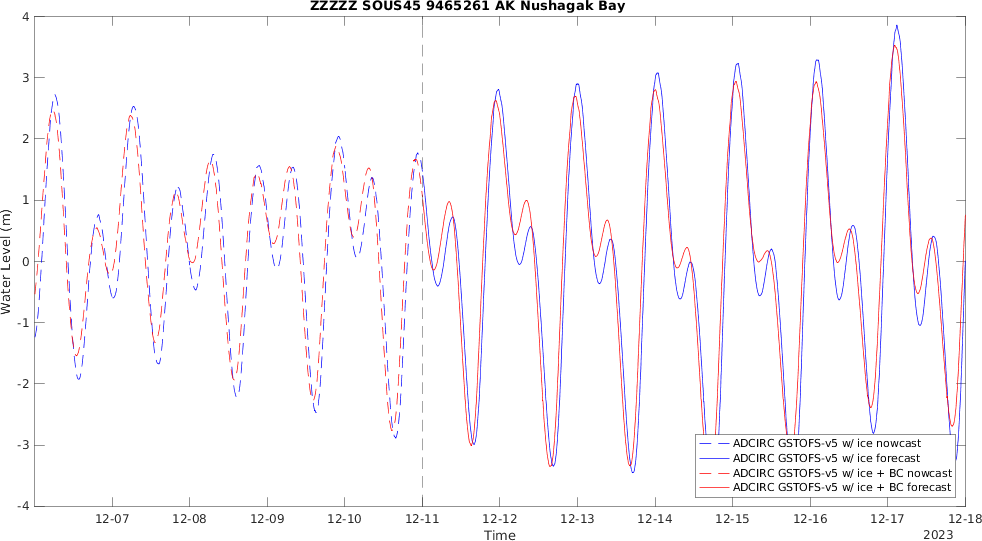 ZZZZZ SOUS45 9465261 AK Nushagak Bay
4
3
2
1
0
-1
-2
-3
-4
Water Level (m)
ADCIRC GSTOFS-v5 w/ ice nowcast
ADCIRC GSTOFS-v5 w/ ice forecast
ADCIRC GSTOFS-v5 w/ ice + BC nowcast
ADCIRC GSTOFS-v5 w/ ice + BC forecast
12-07 12-08 12-09 12-10 12-11 12-12 12-13 12-14 12-15 12-16 12-17 12-18
Time
2023